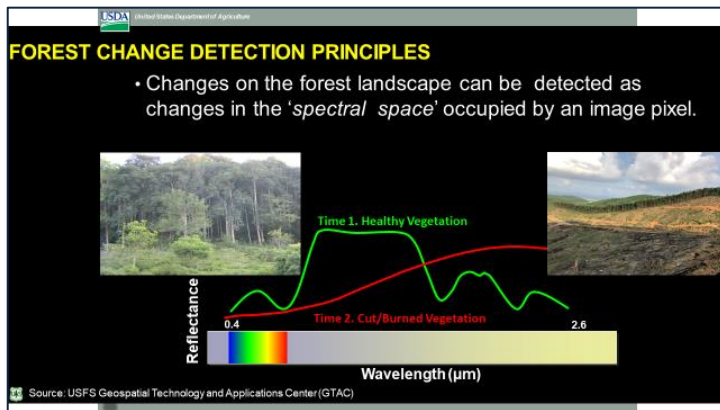 USDA
United States Department of Agriculture
FOREST CHANGE DETECTION PRINCIPLES
• Changes on the forest landscape can be detected as
changes in the 'spectral space' occupied by an image pixel.
Time 1. Healthy Vegetation
Time 2. Cut/Burned Vegetation
Reflectance
0.4
2.6
Wavelength (µm)
Source: USFS Geospatial Technology and Applications Center (GTAC)